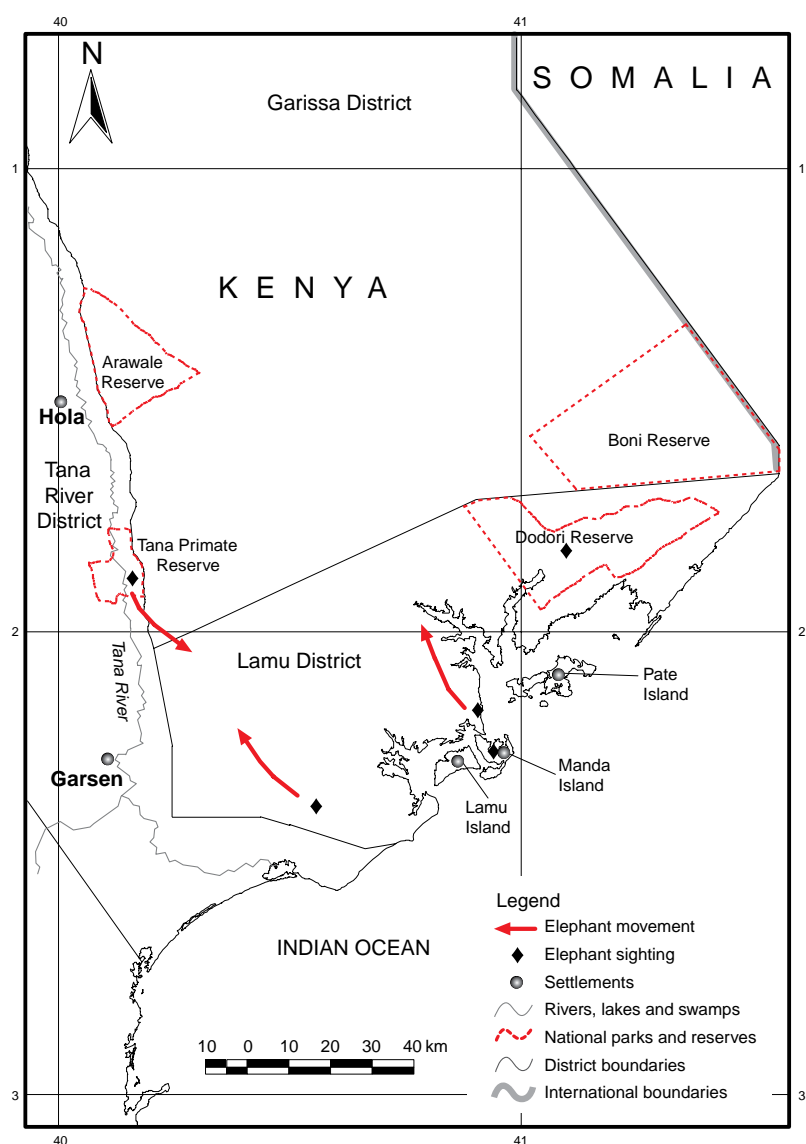 40
41
N
S O M A L I A
Garissa District
1
1
K E N Y A
Arawale
Reserve
Hola
Boni Reserve
Tana
River
District
Tana Primate
Reserve
Dodori Reserve
2
2
Tana River
Lamu District
Pate
Island
Garsen
Manda
Island
Lamu
Island
INDIAN OCEAN
Legend
Elephant movement
Elephant sighting
Settlements
Rivers, lakes and swamps
National parks and reserves
District boundaries
International boundaries
10 0 10 20 30 40 km
3
3
40
41